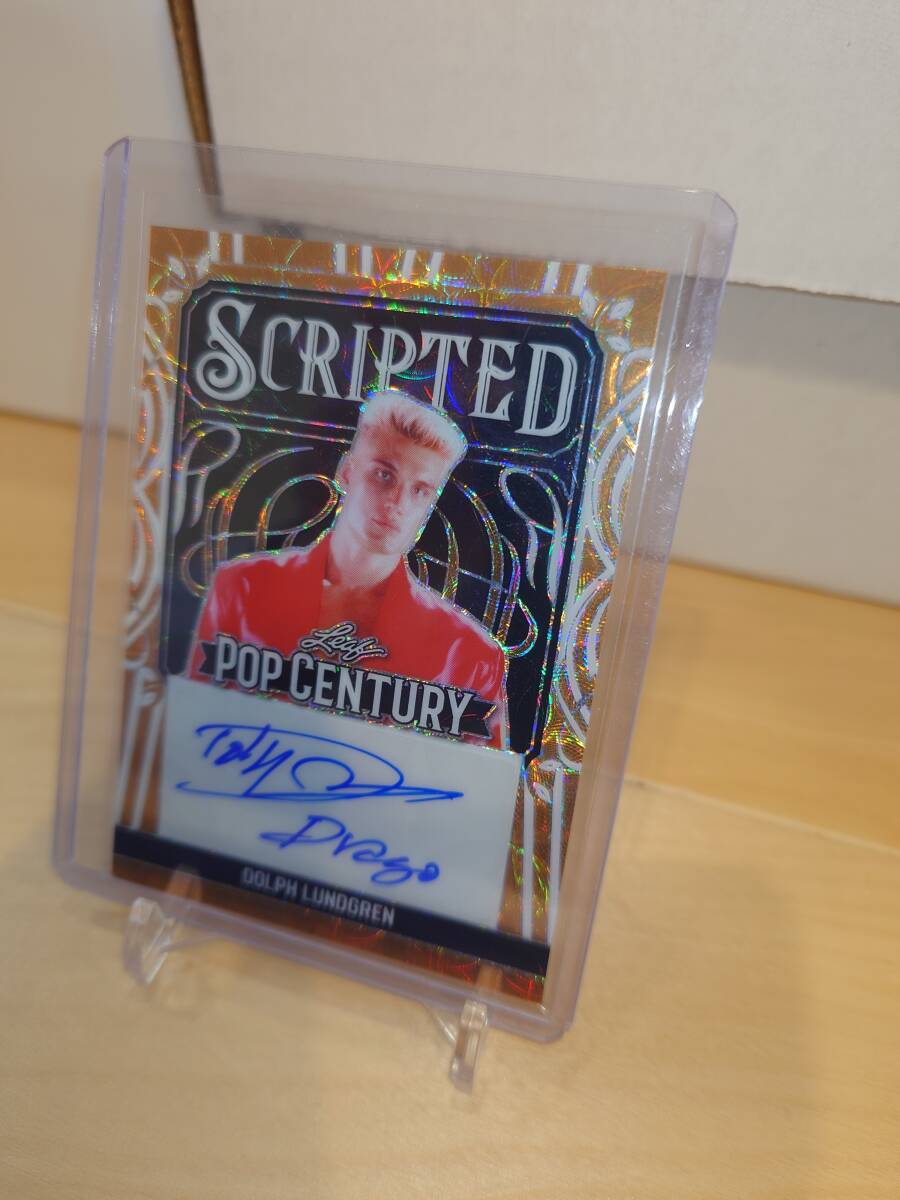 SCRIPTED
Leaf
POP CENTURY
Drago
DOLPH LUNDGREN